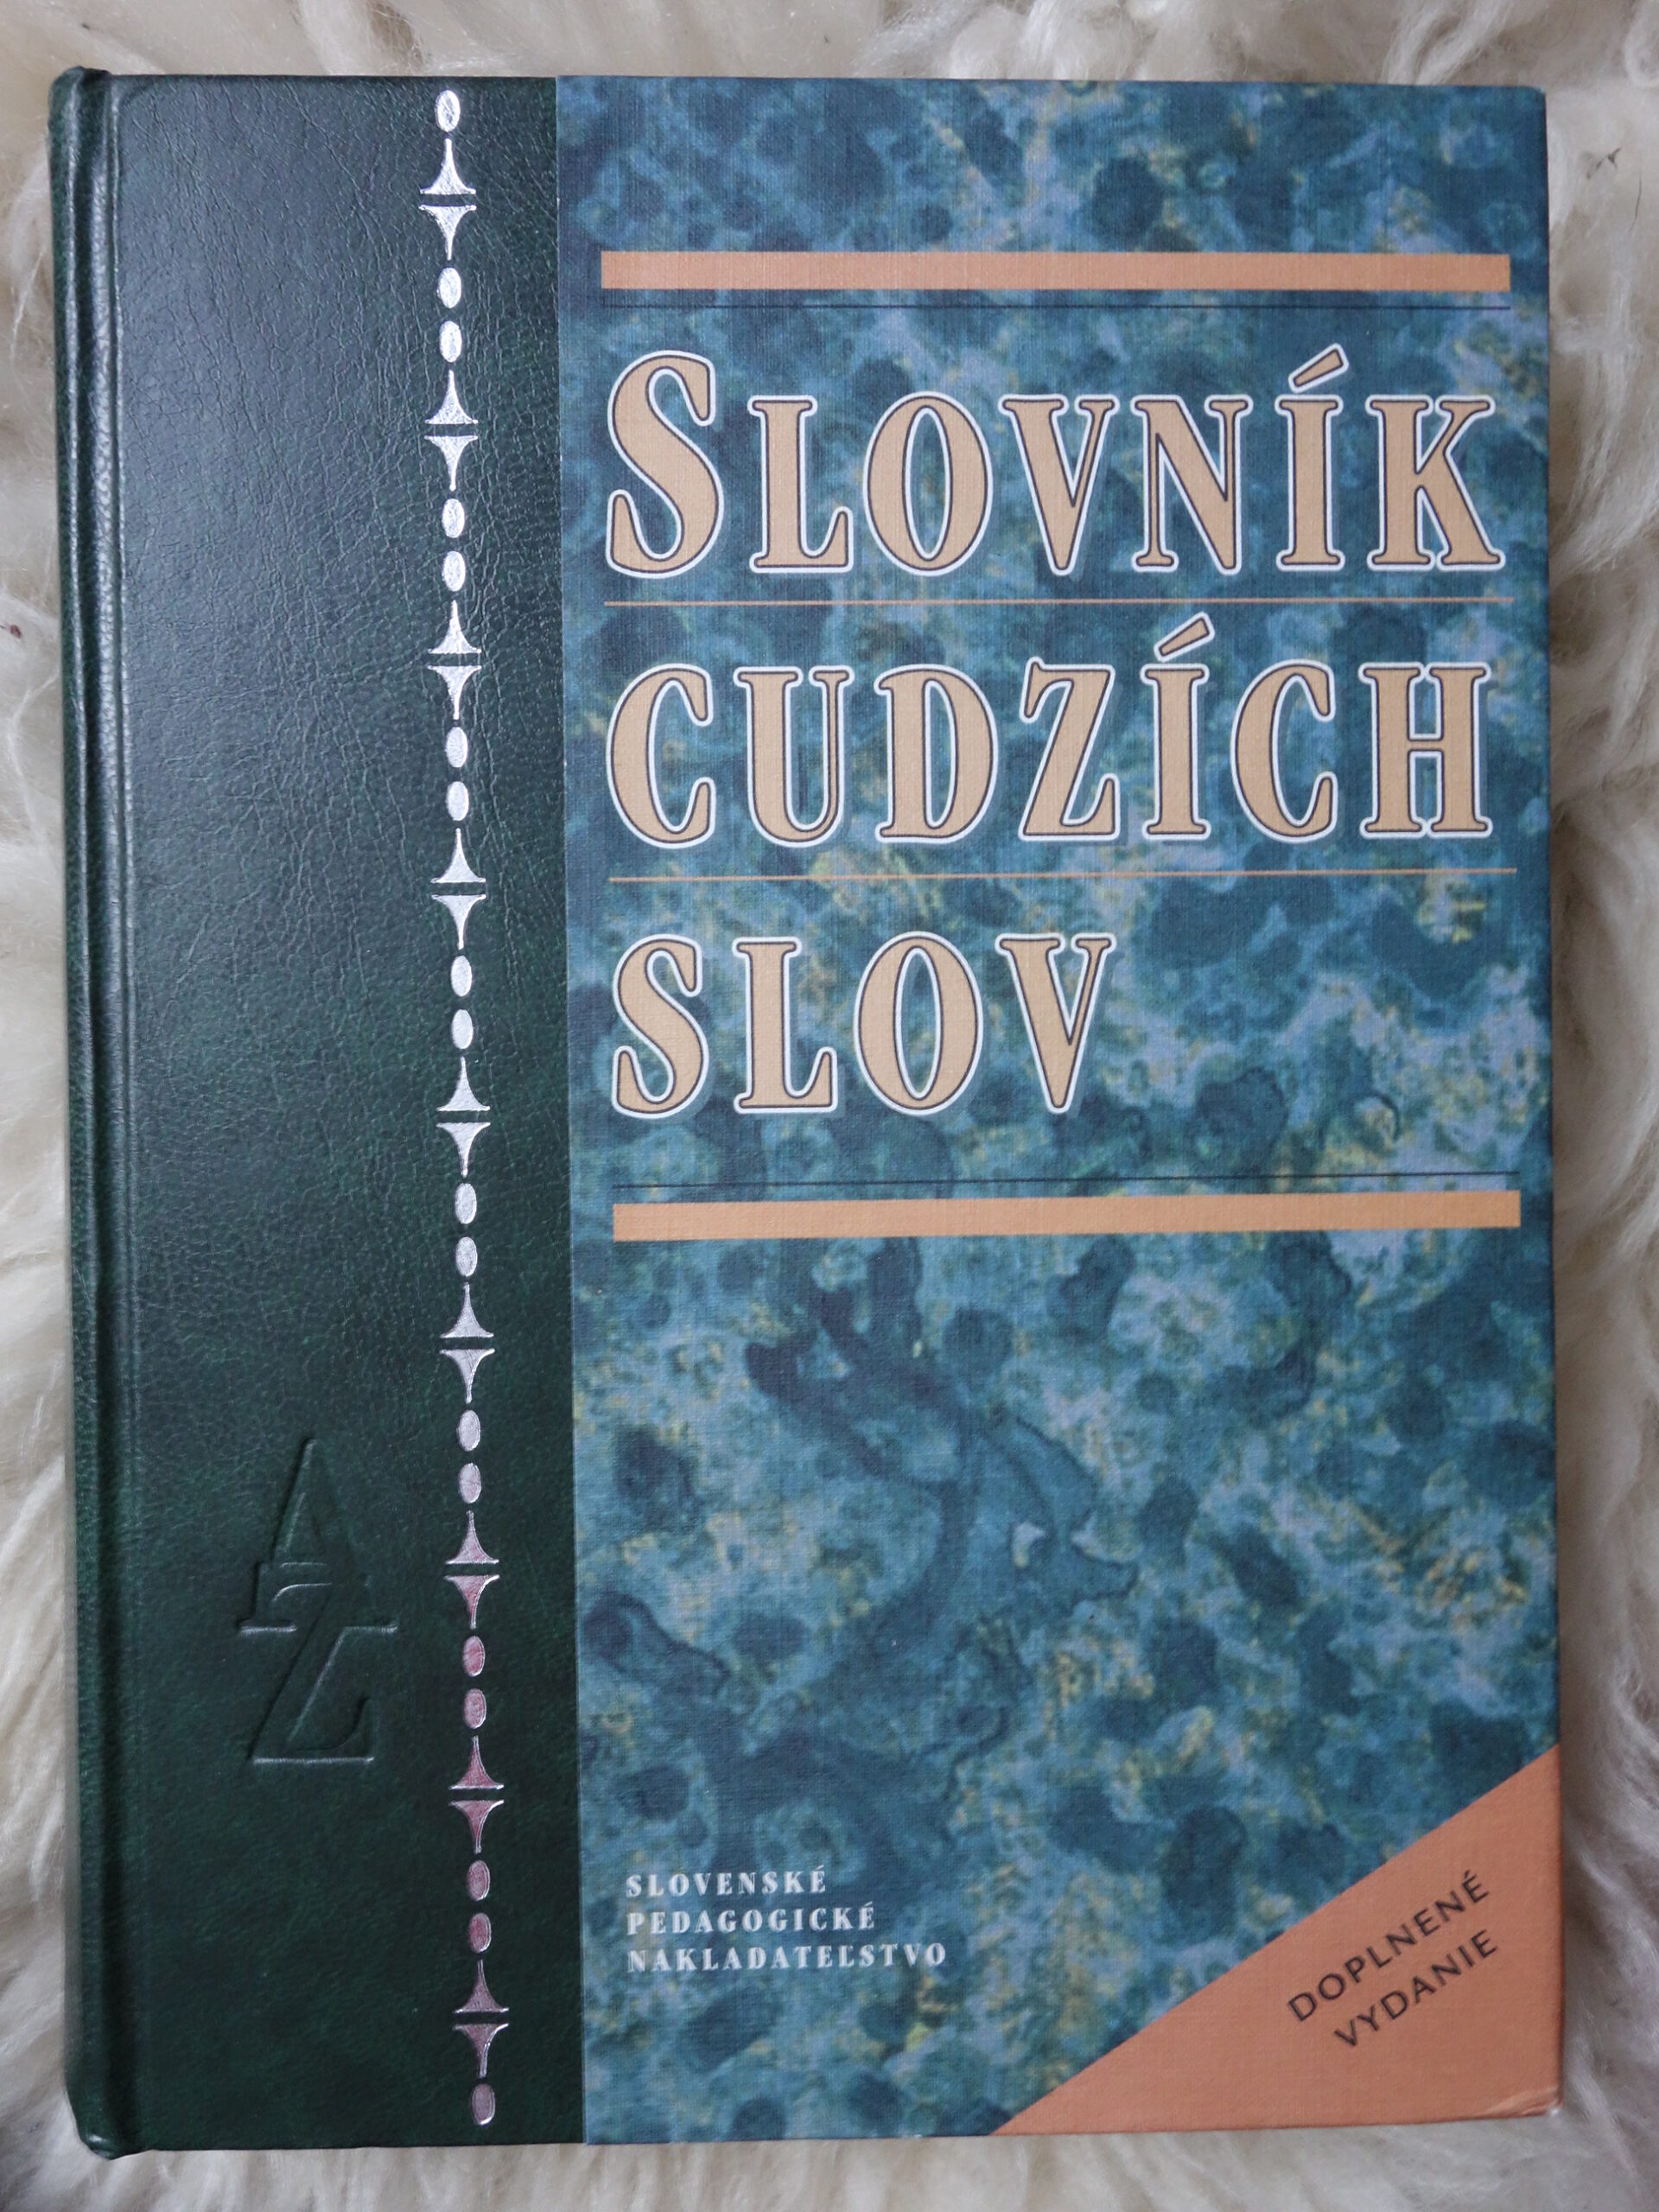 SLOVNÍK
CUDZÍCH
SLOV
A
Z
SLOVENSKÉ
PEDAGOGICKÉ
NAKLADATEĽSTVO
DOPLNENÉ
VYDANIE